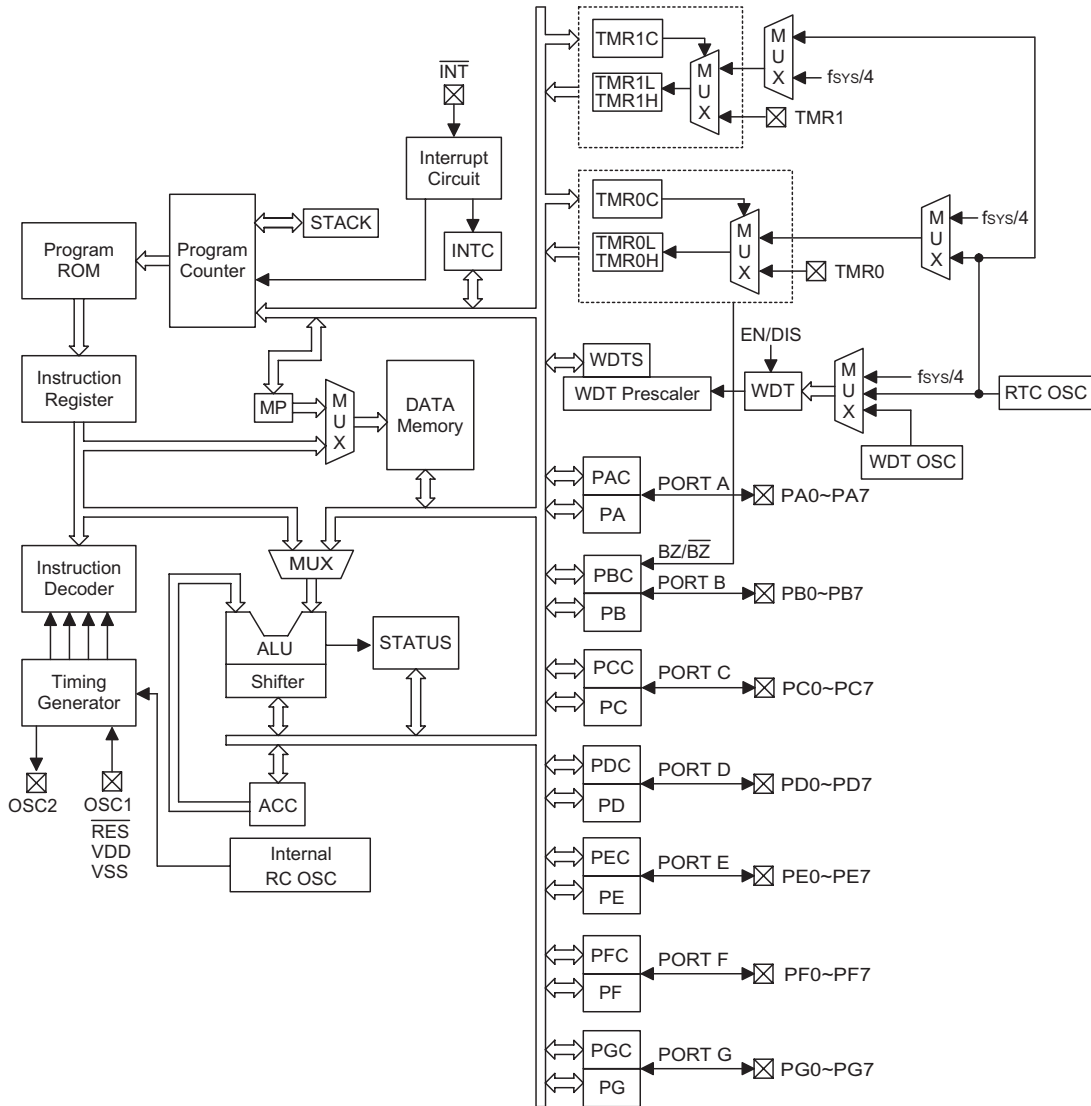 INT
Interrupt
Circuit
STACK
INTC
Program
ROM
Program
Counter
Instruction
Register
MP
M
U
X
DATA
Memory
Instruction
Decoder
MUX
ALU
Shifter
STATUS
Timing
Generator
OSC2
OSC1
RES
VDD
VSS
ACC
Internal
RC OSC
TMR1C
TMR1L
TMR1H
M
U
X
M
U
X
fSYS/4
TMR1
TMR0C
TMR0L
TMR0H
M
U
X
M
U
X
fSYS/4
TMR0
EN/DIS
WDTS
WDT Prescaler
WDT
M
U
X
fSYS/4
RTC OSC
WDT OSC
PAC
PA
PORT A
PA0~PA7
BZ/BZ
PBC
PB
PORT B
PB0~PB7
PCC
PC
PORT C
PC0~PC7
PDC
PD
PORT D
PD0~PD7
PEC
PE
PORT E
PE0~PE7
PFC
PF
PORT F
PF0~PF7
PGC
PG
PORT G
PG0~PG7